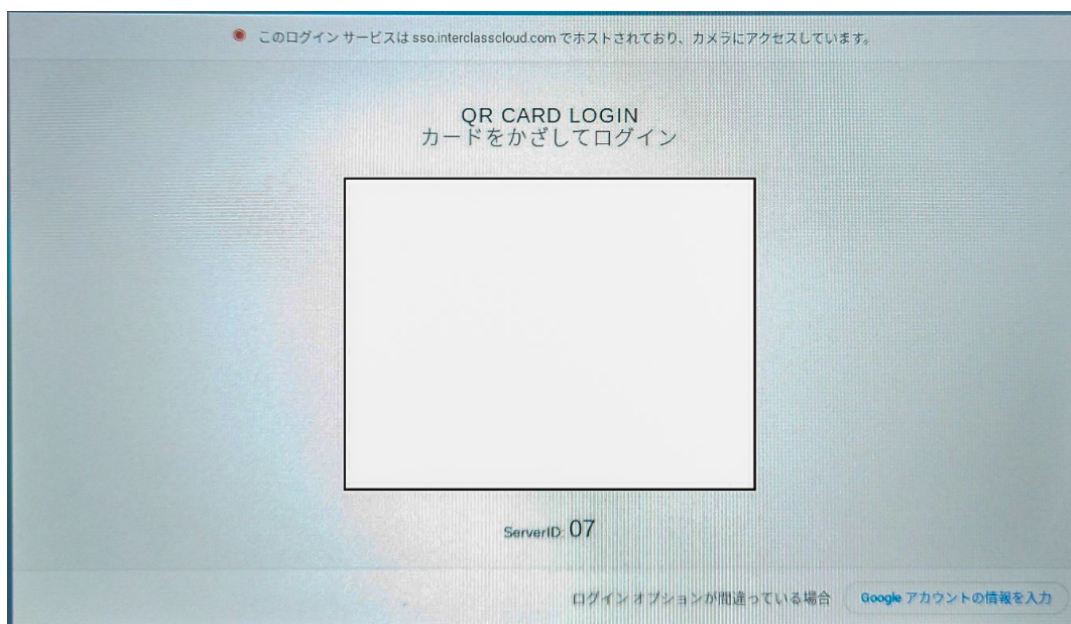 このログイン サービスは sso.interclasscloud.com でホストされており、カメラにアクセスしています。
QR CARD LOGIN
カードをかざしてログイン
ServerID: 07
ログイン オプションが間違っている場合
Google アカウントの情報を入力